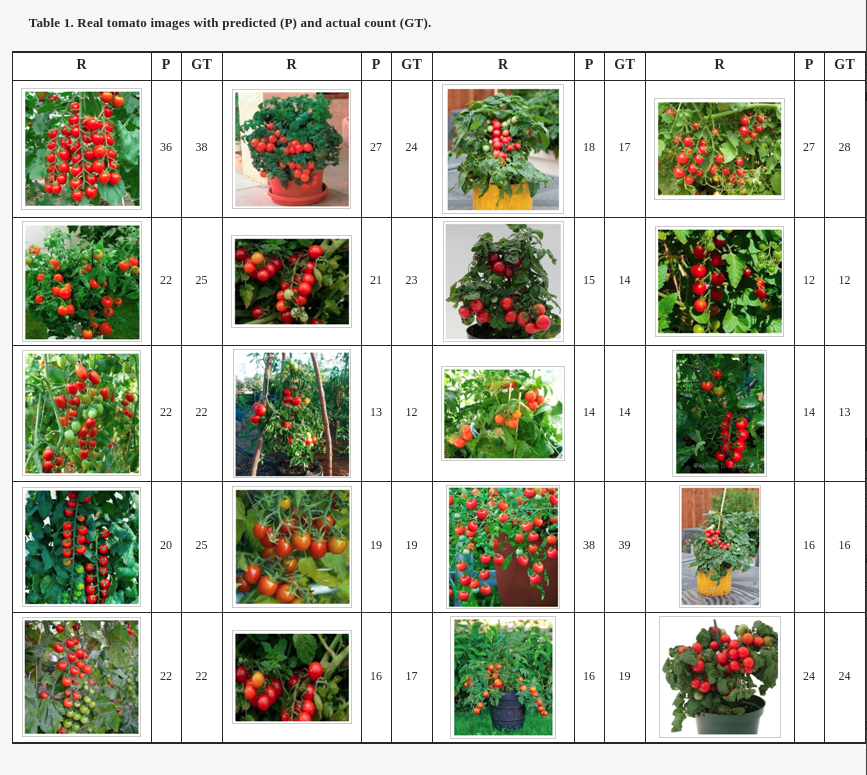 Table 1. Real tomato images with predicted (P) and actual count (GT).
R P GT R P GT R P GT R P GT
36 38 27 24 18 17 27 28
22 25 21 23 15 14 12 12
22 22 13 12 14 14 14 13
20 25 19 19 38 39 16 16
22 22 16 17 16 19 24 24